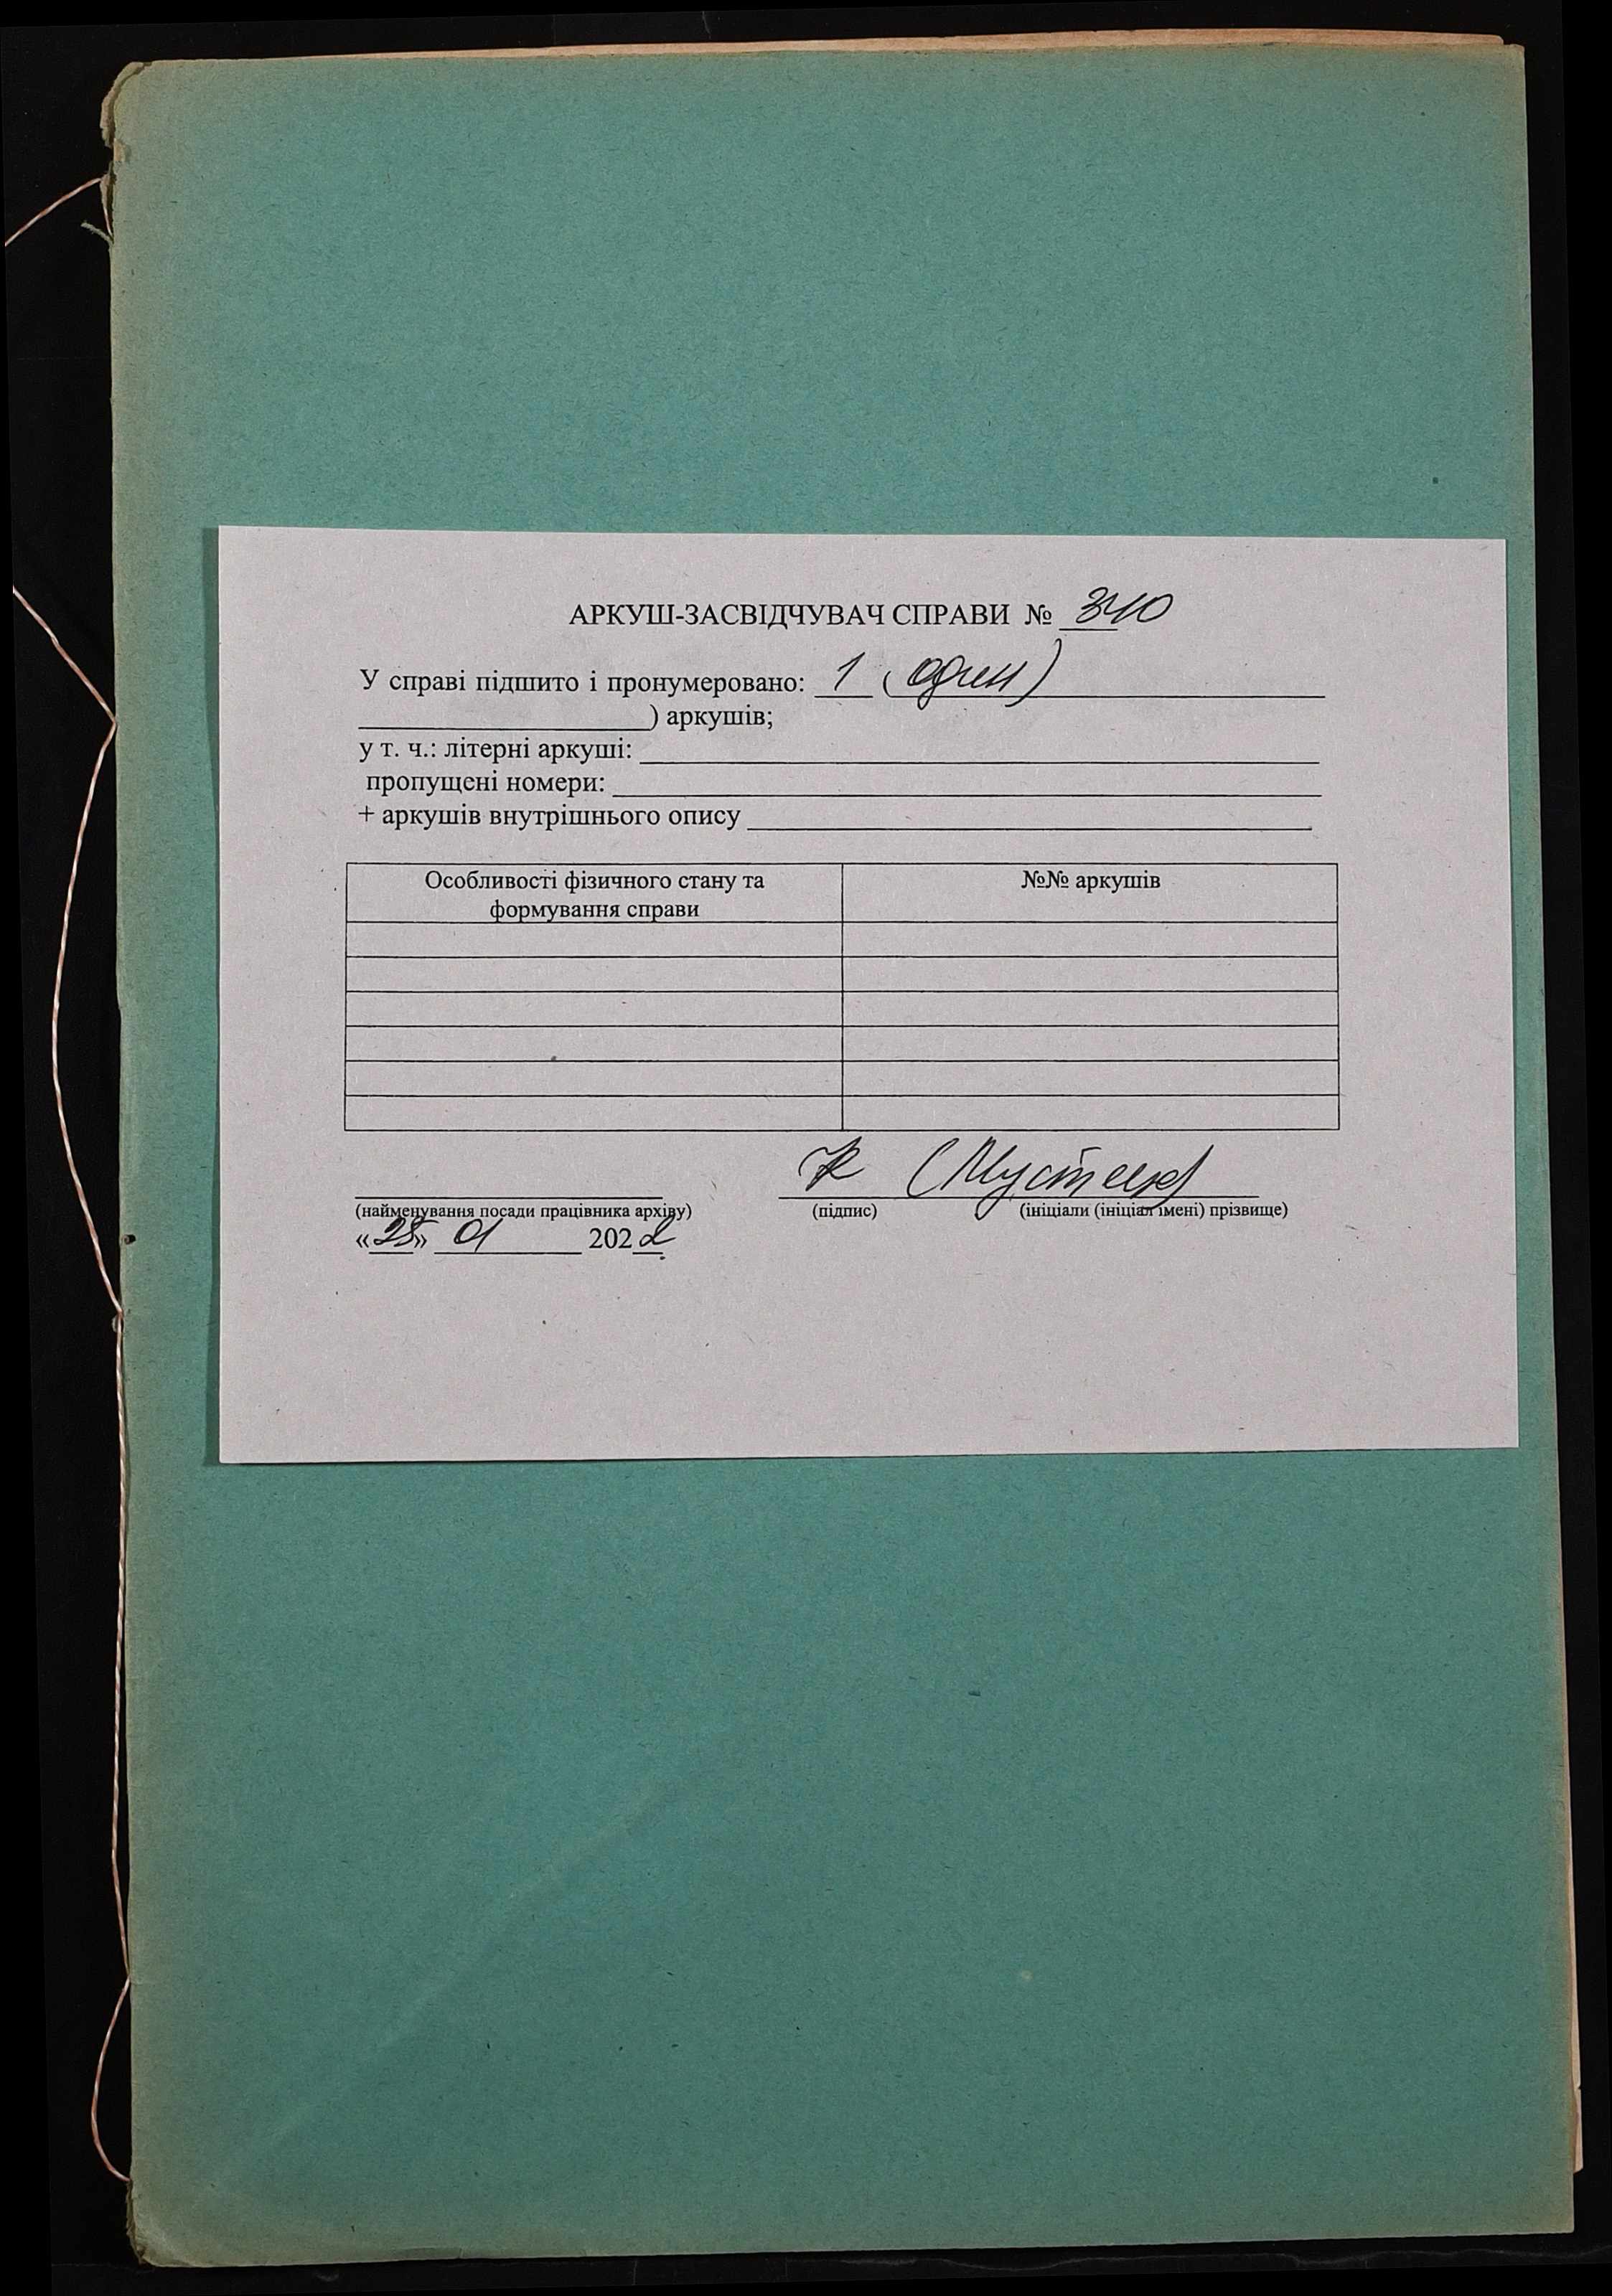 АРКУШ-ЗАСВІДЧУВАЧ СПРАВИ № 340
У справі підшито і пронумеровано: 1 (один)
) аркушів;
у т. ч.: літерні аркуші:
пропущені номери:
+ аркушів внутрішнього опису
Особливості фізичного стану та формування справи
№№ аркушів
(найменування посади працівника архіву)
(підпис)
(ініціали (ініціал імені) прізвище)
«25» 01 2022